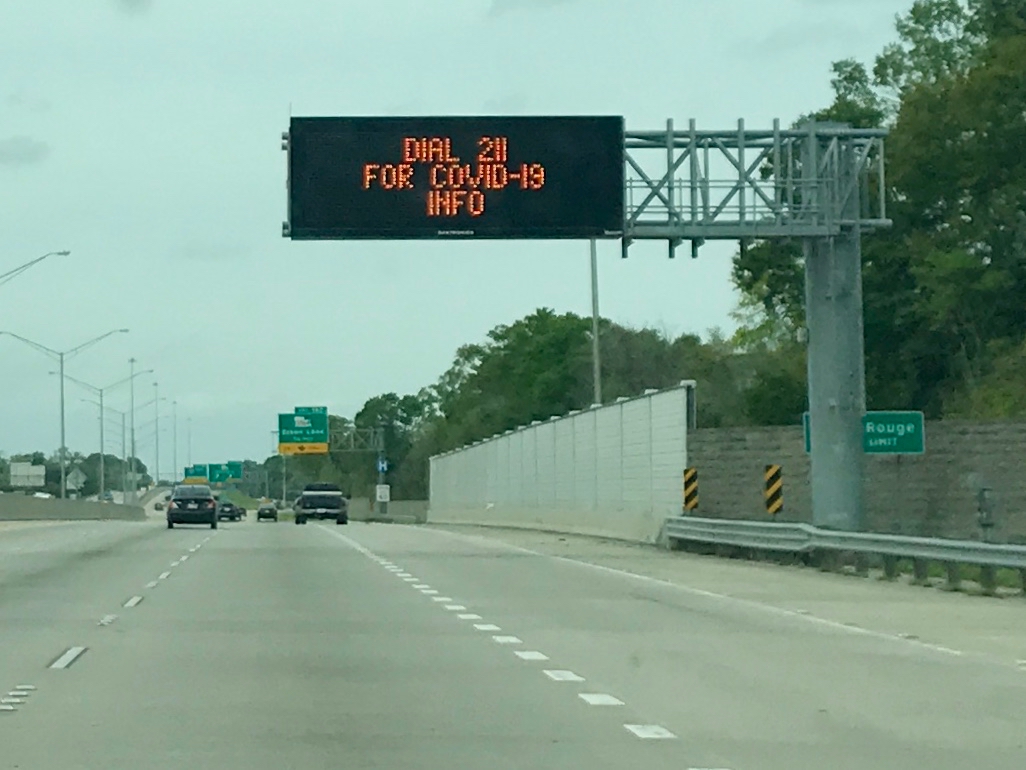 DIAL 211
FOR COVID-19
INFO
Rouge
LIMIT
H